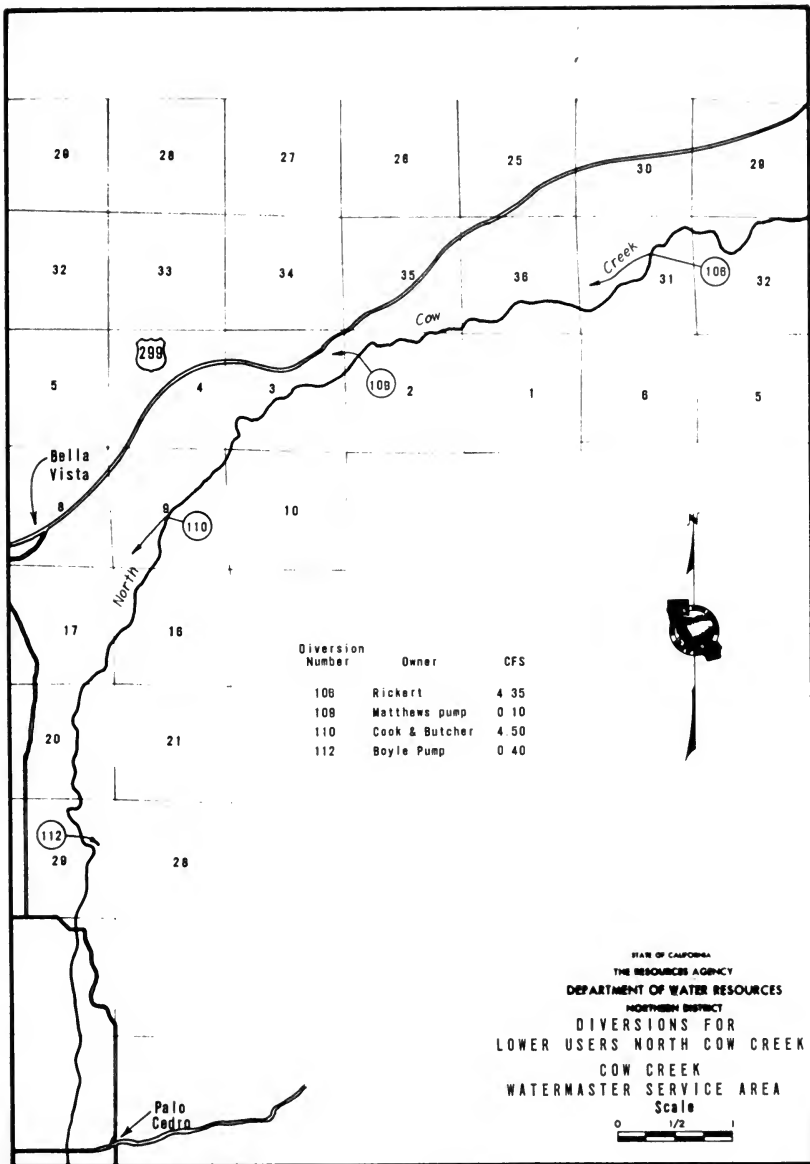 29 28 27 26 25 30 29
32 33 34 35 36 31 32
Creek
108
Cow
299
5 4 3 2 1 6 5
109
Bella
Vista
8 9 10
110
North
N
17 16
Diversion
Number Owner CFS
108 Rickert 4.35
109 Matthews pump 0.10
110 Cook & Butcher 4.50
112 Boyle Pump 0.40
20 21
112
29 28
STATE OF CALIFORNIA
THE RESOURCES AGENCY
DEPARTMENT OF WATER RESOURCES
NORTHERN DISTRICT
DIVERSIONS FOR
LOWER USERS NORTH COW CREEK
COW CREEK
WATERMASTER SERVICE AREA
Scale
0 1/2 1
Palo
Cedro